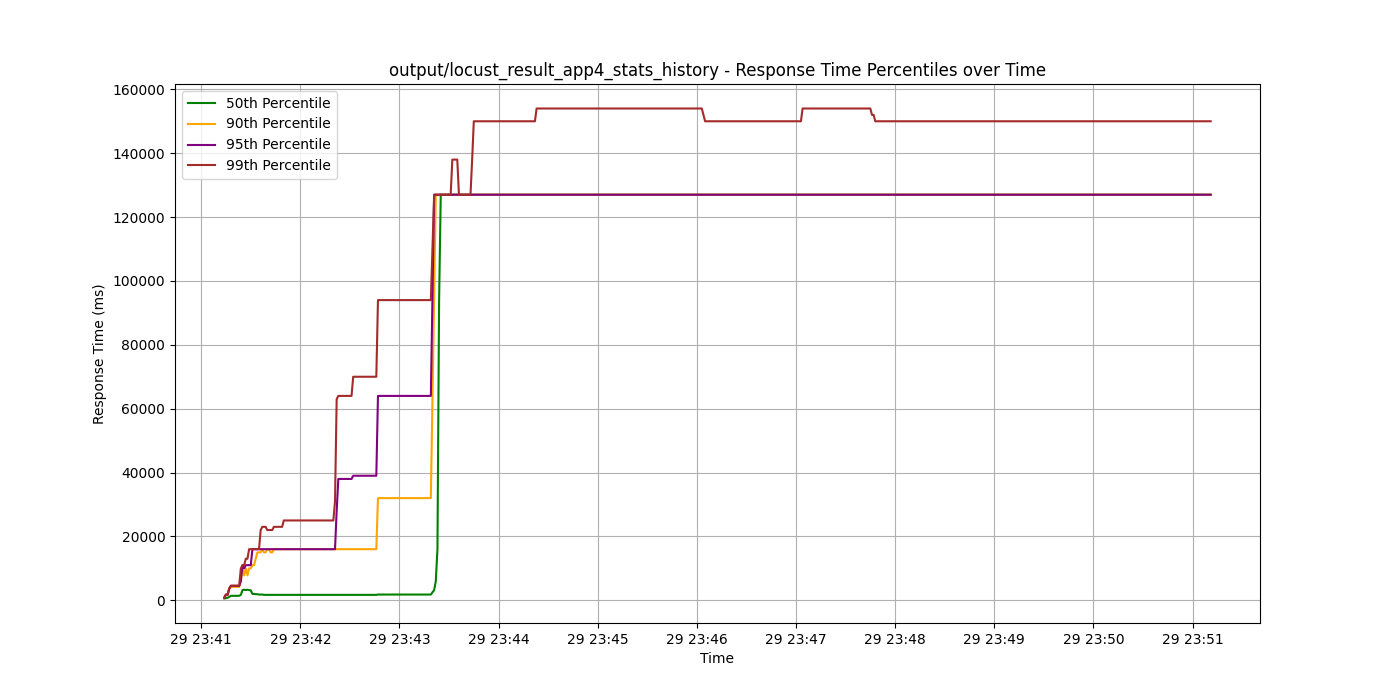 output/locust_result_app4_stats_history - Response Time Percentiles over Time
50th Percentile
90th Percentile
95th Percentile
99th Percentile
Response Time (ms)
160000
140000
120000
100000
80000
60000
40000
20000
0
29 23:41 29 23:42 29 23:43 29 23:44 29 23:45 29 23:46 29 23:47 29 23:48 29 23:49 29 23:50 29 23:51
Time